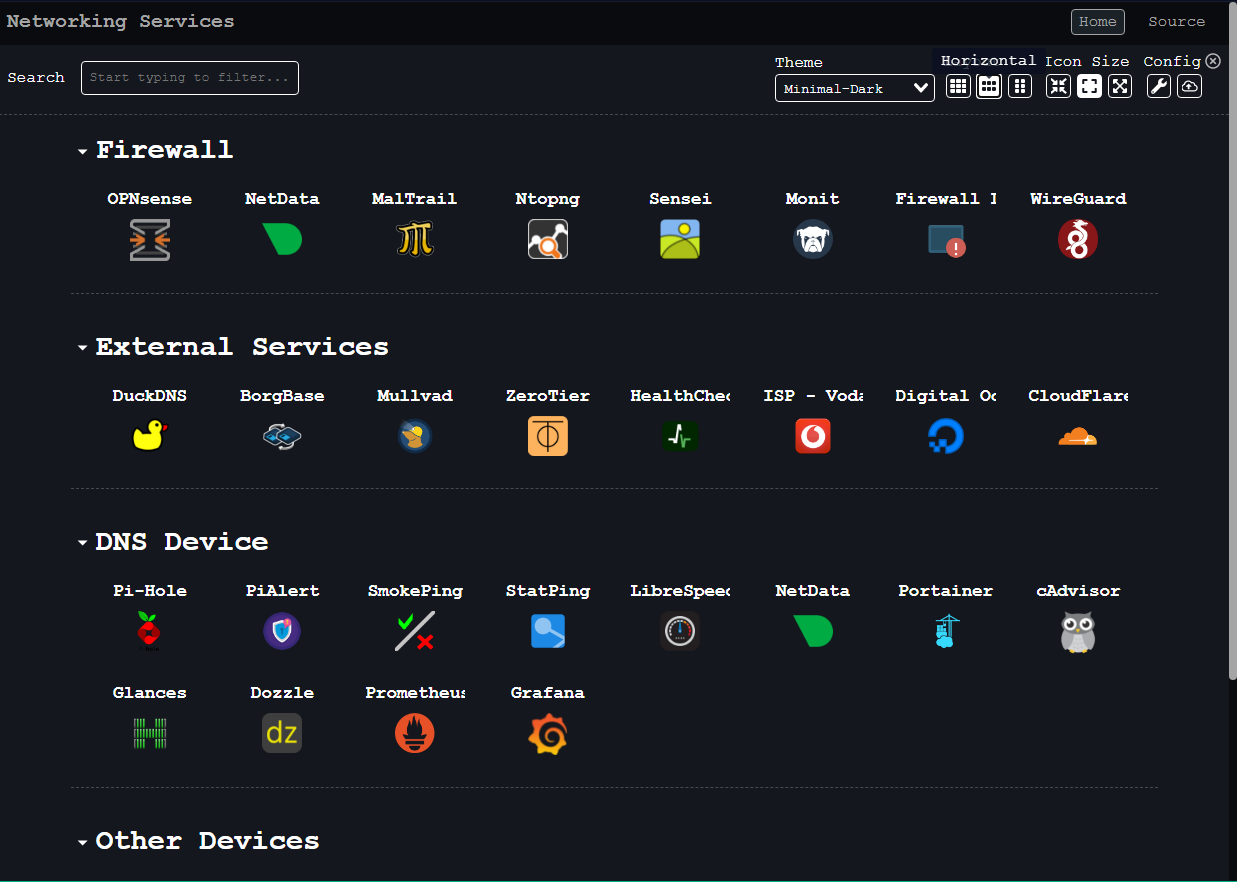 Networking Services
Home Source
Search Start typing to filter...
Theme Horizontal Icon Size Config
Minimal-Dark
Firewall
OPNsense NetData MalTrail Ntopng Sensei Monit Firewall I WireGuard
External Services
DuckDNS BorgBase Mullvad ZeroTier HealthChec ISP - Voda Digital Oc CloudFlare
DNS Device
Pi-Hole PiAlert SmokePing StatPing LibreSpeed NetData Portainer cAdvisor
Glances Dozzle Prometheus Grafana
dz
Other Devices